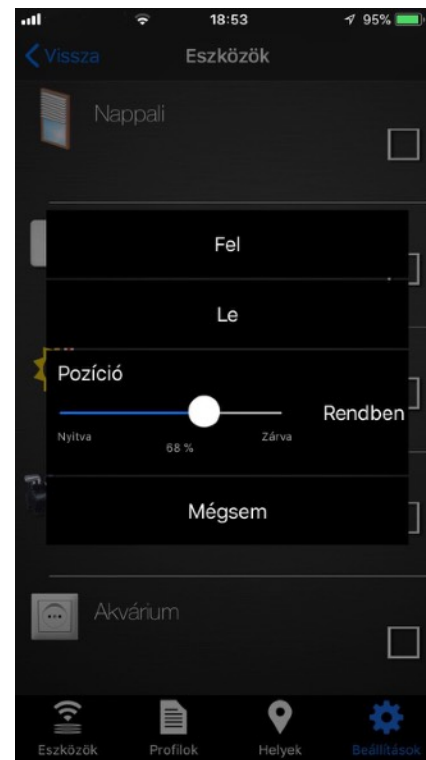 18:53
95%
Vissza
Eszközök
Nappali
Fel
Le
Pozíció
Rendben
Nyitva
68 %
Zárva
Mégsem
Akvárium
Eszközök
Profilok
Helyek
Beállítások